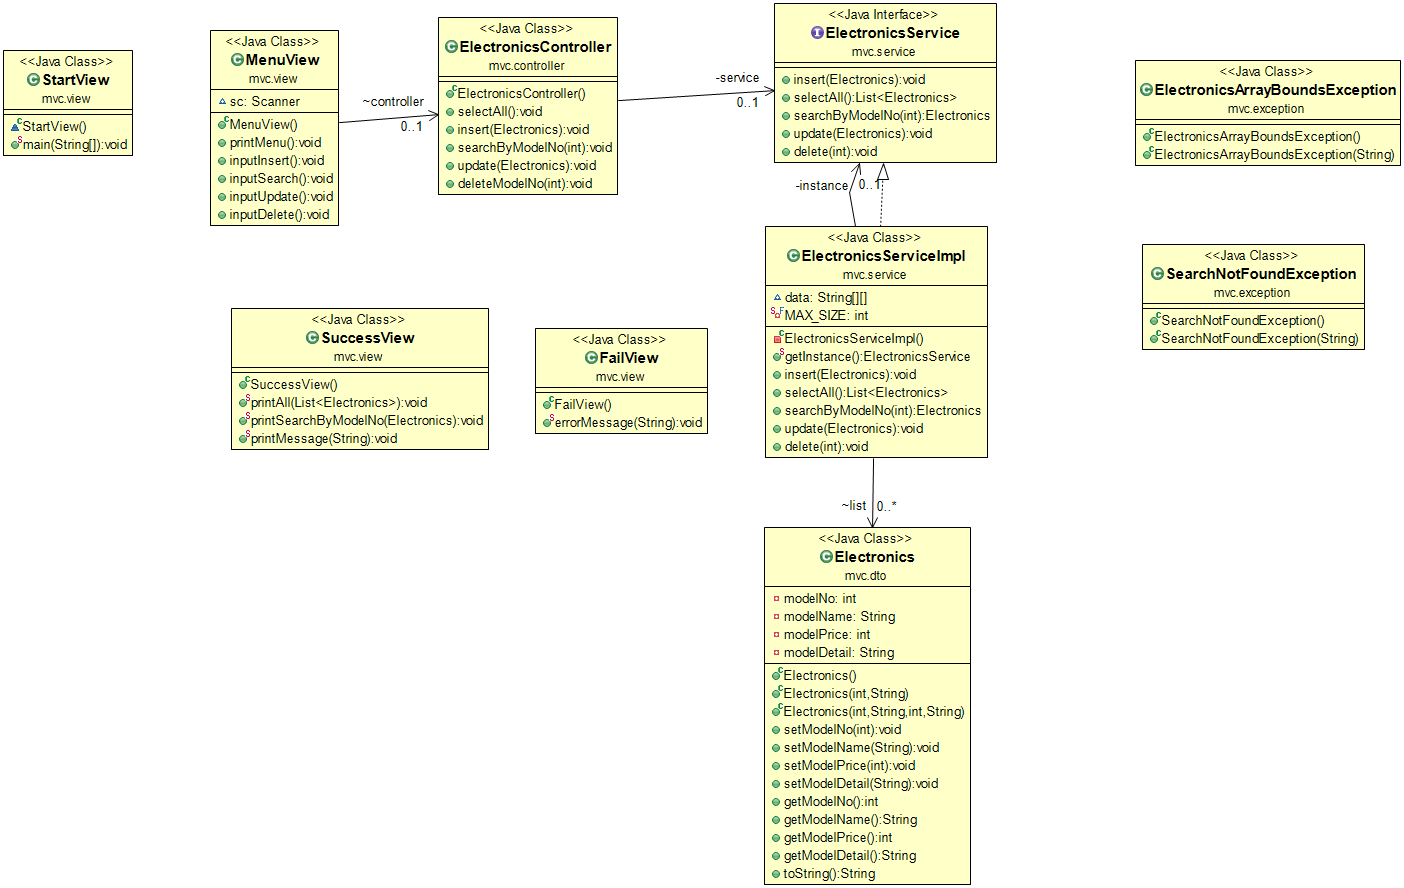 <<Java Class>>
StartView
mvc.view
StartView()
main(String[]):void
<<Java Class>>
MenuView
mvc.view
sc: Scanner
MenuView()
printMenu():void
inputInsert():void
inputSearch():void
inputUpdate():void
inputDelete():void
~controller
0..1
<<Java Class>>
ElectronicsController
mvc.controller
ElectronicsController()
selectAll():void
insert(Electronics):void
searchByModelNo(int):void
update(Electronics):void
deleteModelNo(int):void
-service
0..1
<<Java Interface>>
ElectronicsService
mvc.service
insert(Electronics):void
selectAll():List<Electronics>
searchByModelNo(int):Electronics
update(Electronics):void
delete(int):void
<<Java Class>>
ElectronicsArrayBoundsException
mvc.exception
ElectronicsArrayBoundsException()
ElectronicsArrayBoundsException(String)
-instance
0..1
<<Java Class>>
ElectronicsServiceImpl
mvc.service
data: String[][]
MAX_SIZE: int
ElectronicsServiceImpl()
getInstance():ElectronicsService
insert(Electronics):void
selectAll():List<Electronics>
searchByModelNo(int):Electronics
update(Electronics):void
delete(int):void
<<Java Class>>
SearchNotFoundException
mvc.exception
SearchNotFoundException()
SearchNotFoundException(String)
<<Java Class>>
SuccessView
mvc.view
SuccessView()
printAll(List<Electronics>):void
printSearchByModelNo(Electronics):void
printMessage(String):void
<<Java Class>>
FailView
mvc.view
FailView()
errorMessage(String):void
~list
0..*
<<Java Class>>
Electronics
mvc.dto
modelNo: int
modelName: String
modelPrice: int
modelDetail: String
Electronics()
Electronics(int,String)
Electronics(int,String,int,String)
setModelNo(int):void
setModelName(String):void
setModelPrice(int):void
setModelDetail(String):void
getModelNo():int
getModelName():String
getModelPrice():int
getModelDetail():String
toString():String